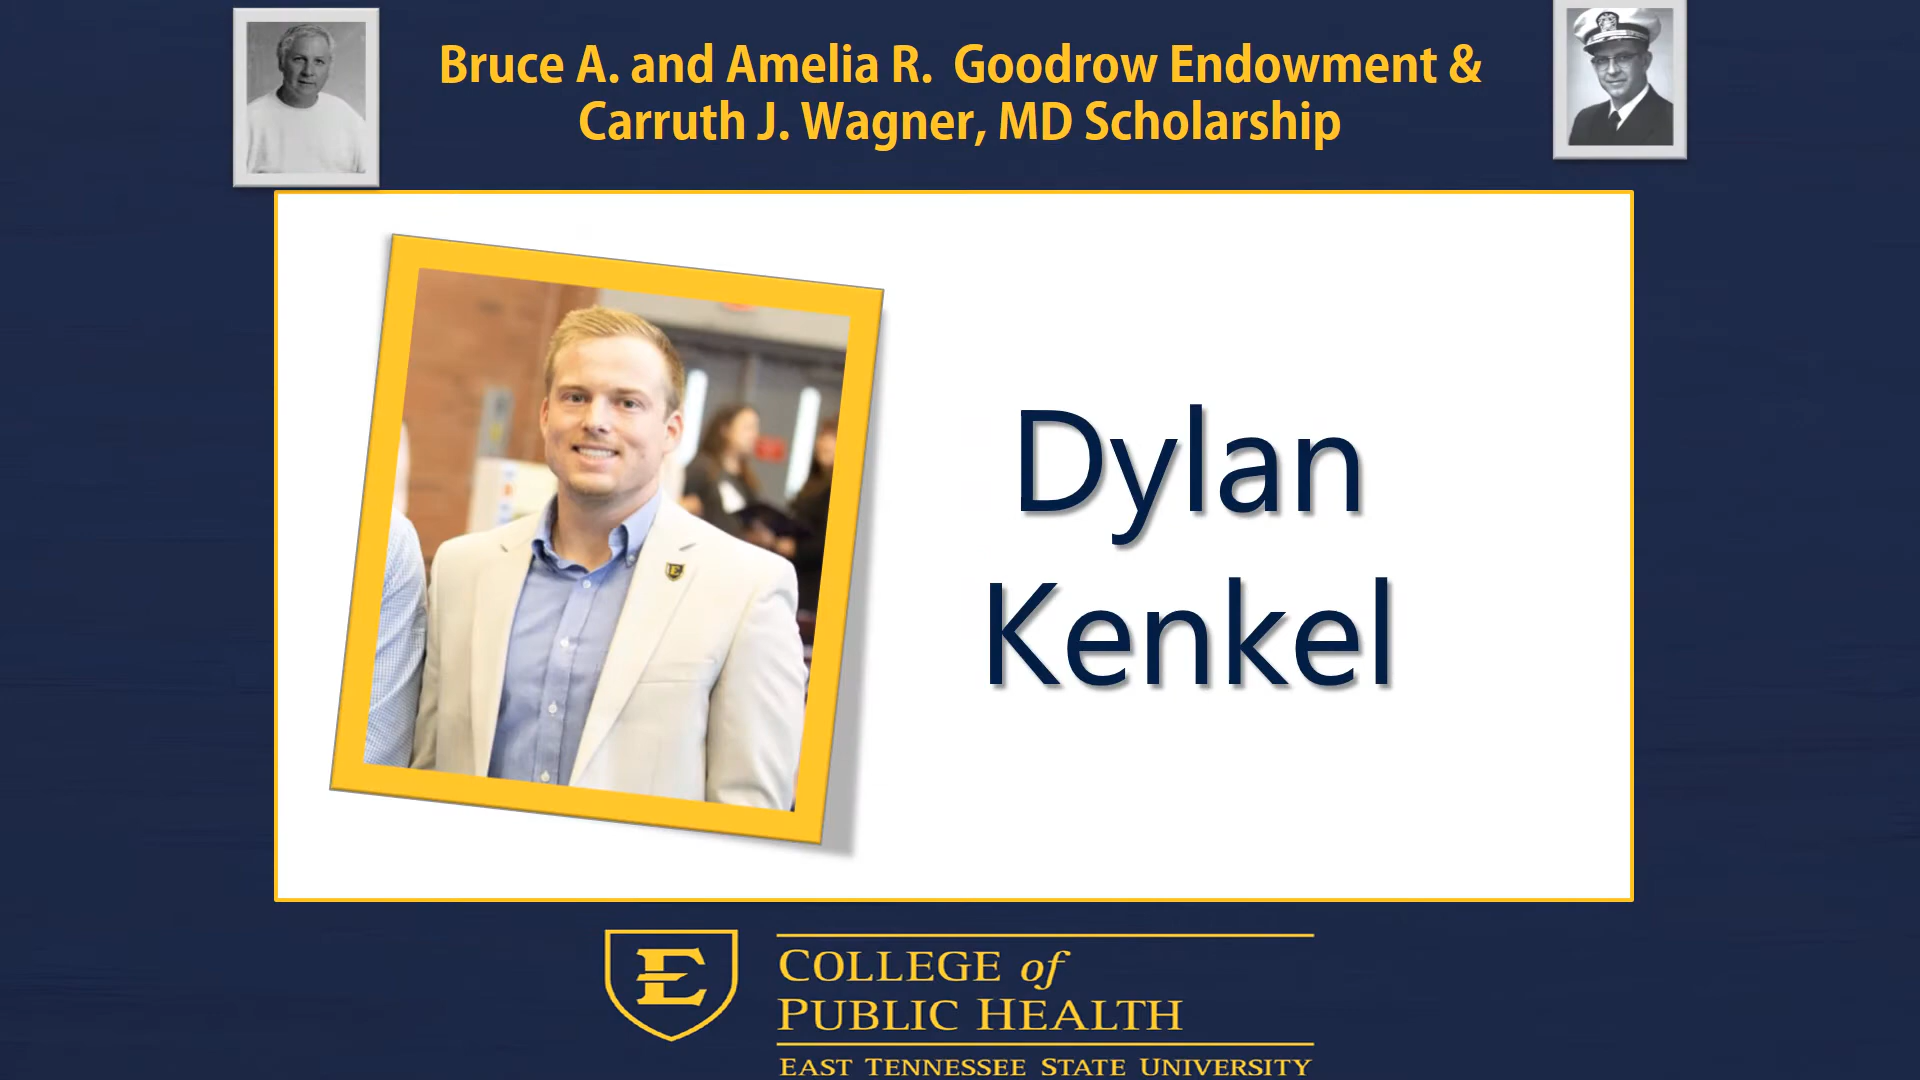 Bruce A. and Amelia R. Goodrow Endowment &
Carruth J. Wagner, MD Scholarship
Dylan
Kenkel
E
COLLEGE of
PUBLIC HEALTH
EAST TENNESSEE STATE UNIVERSITY